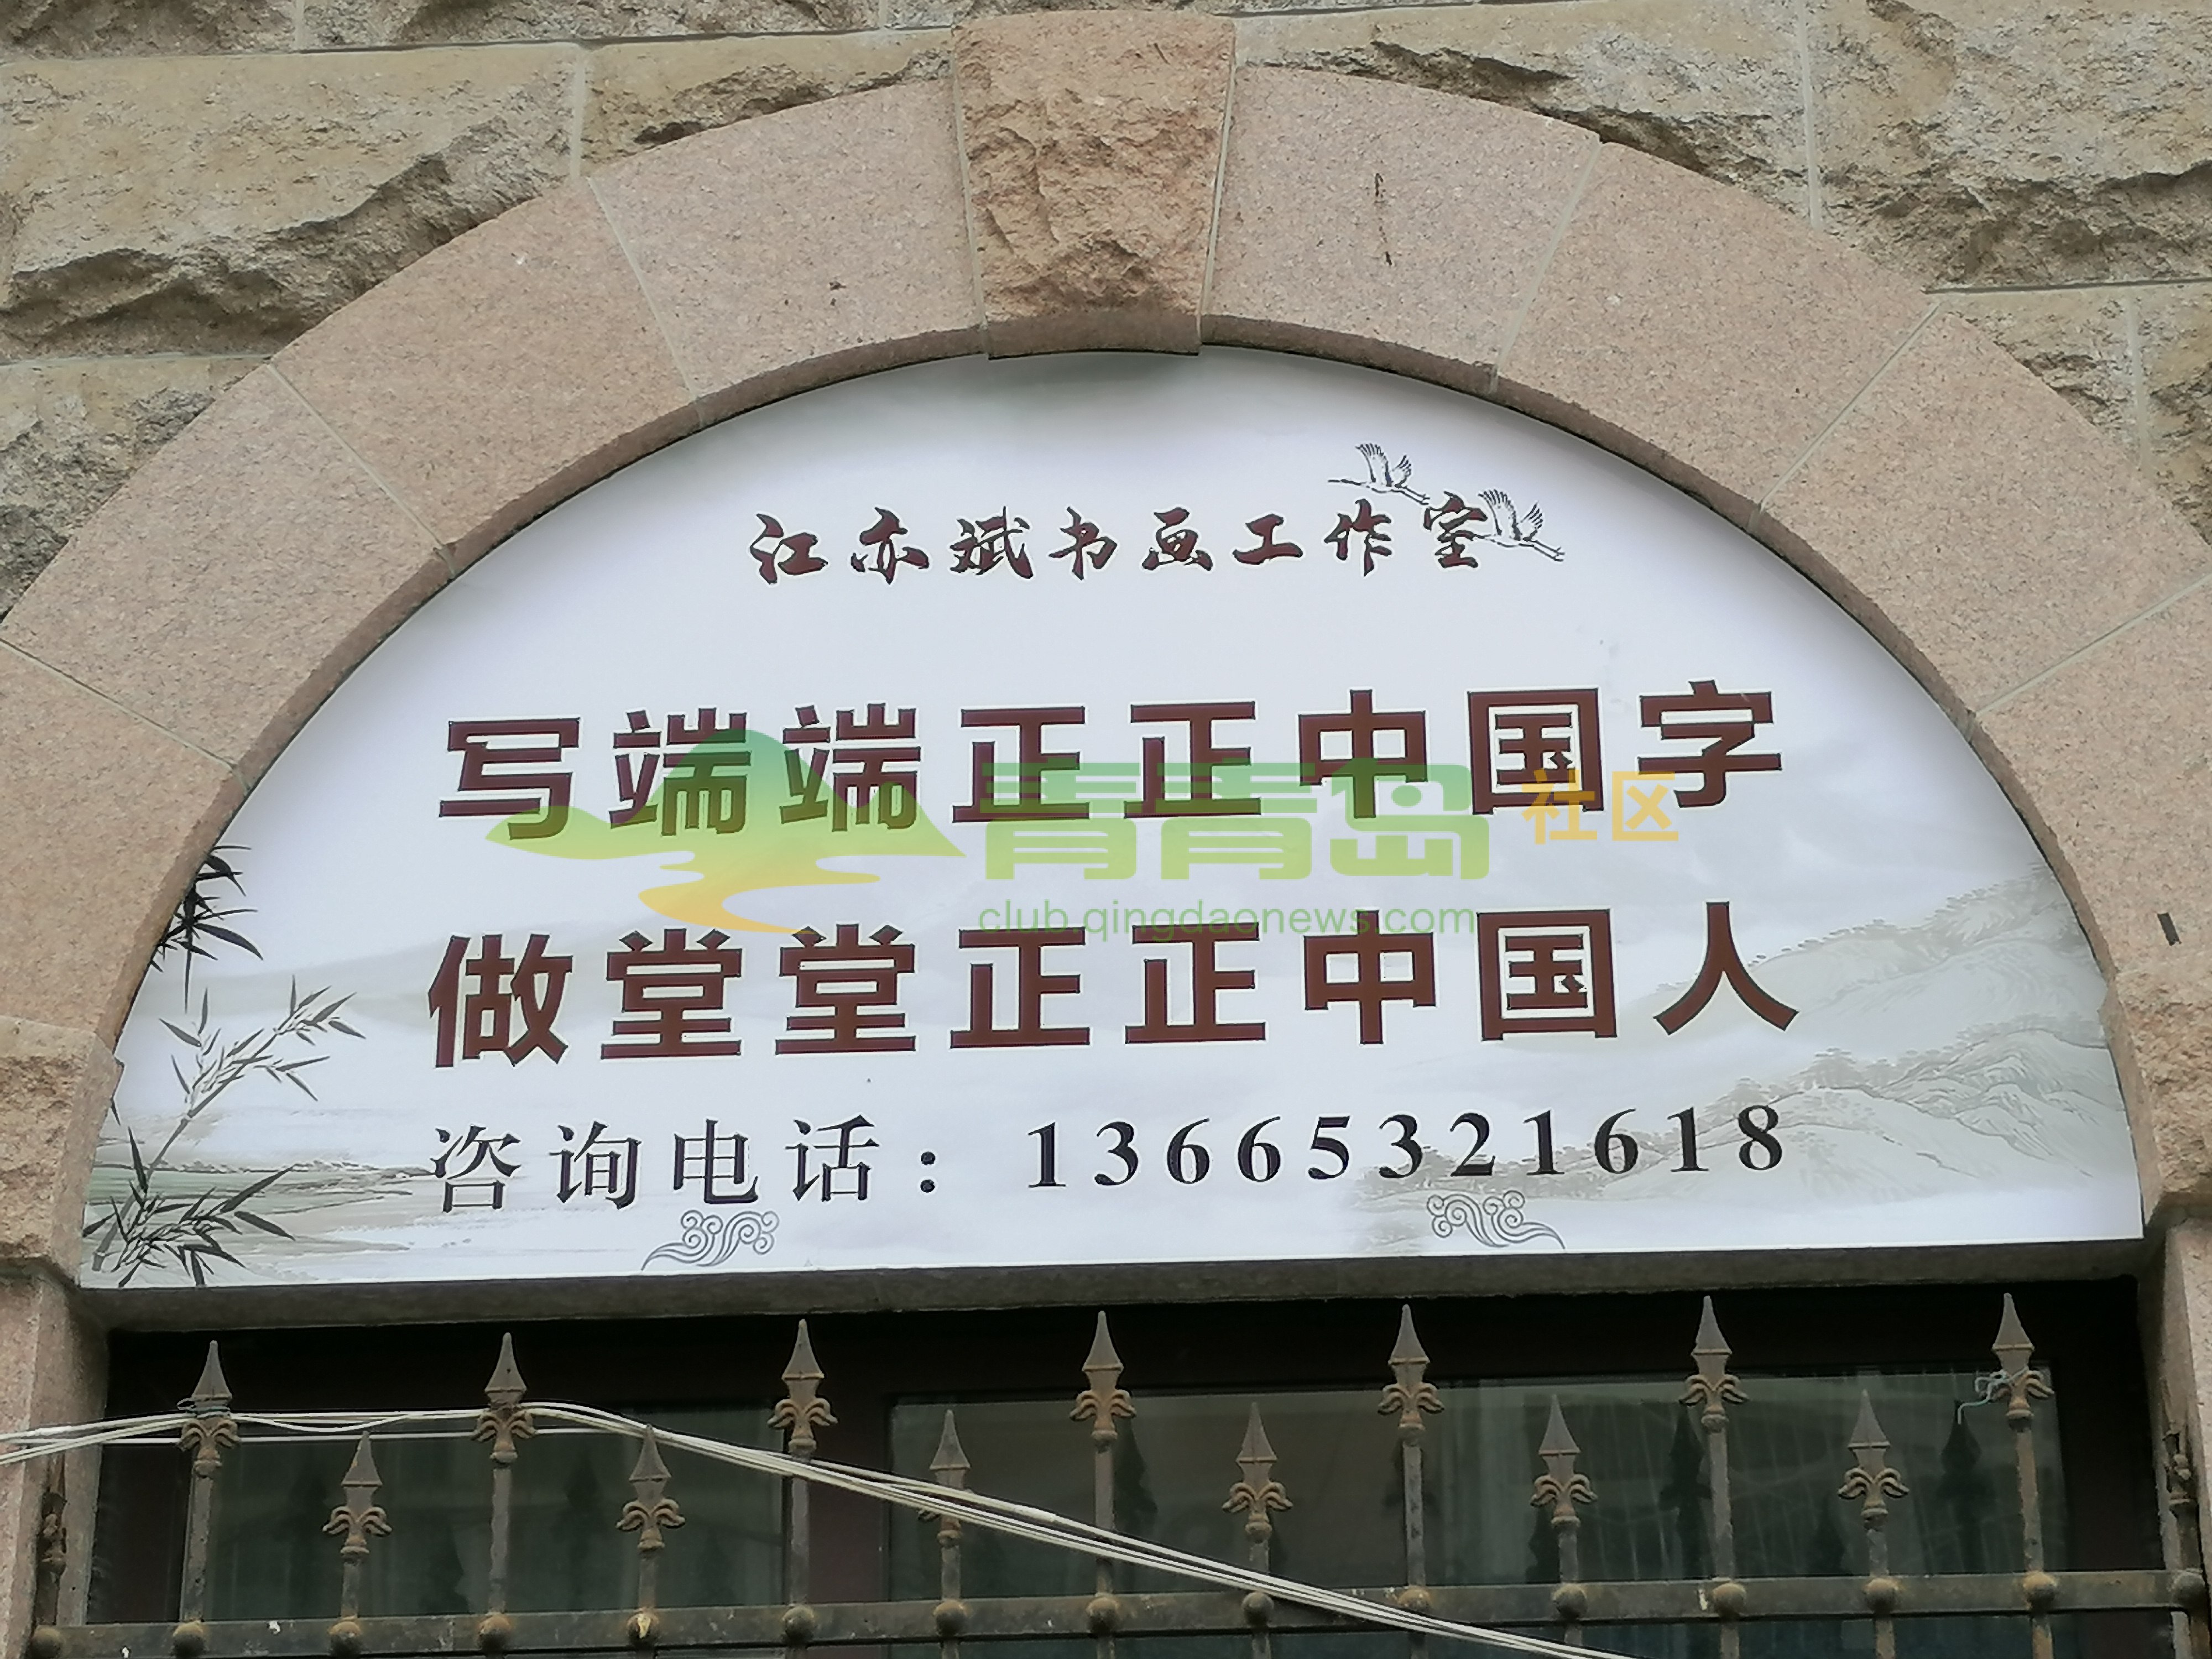 江亦斌书画工作室
写端端正正中国字
青青岛 社区
club.qingdaonews.com
做堂堂正正中国人
咨询电话：13665321618